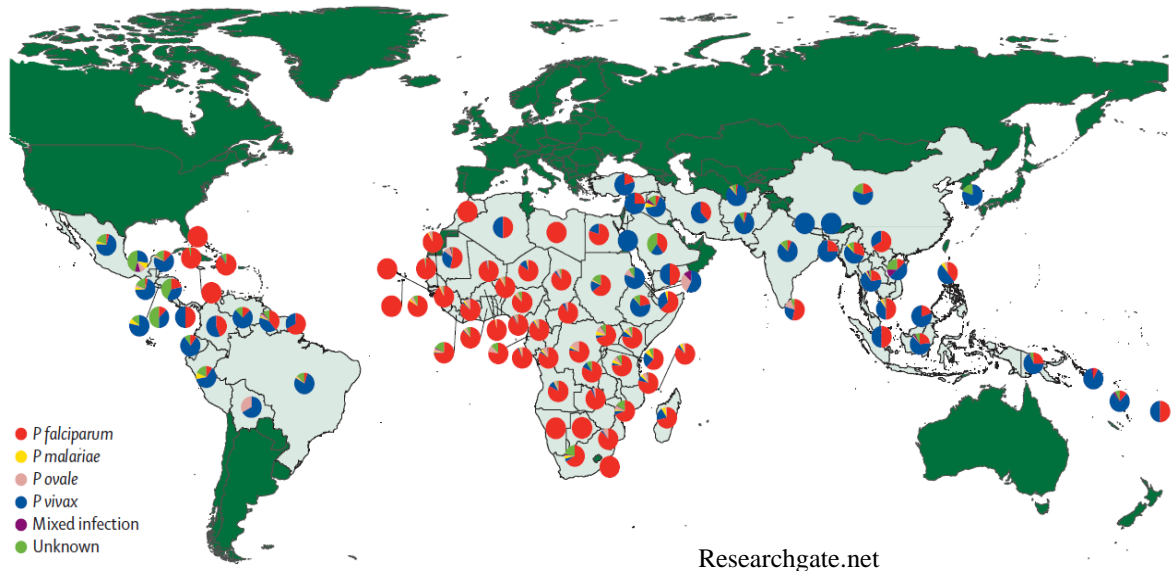 P falciparum
P malariae
P ovale
P vivax
Mixed infection
Unknown
Researchgate.net